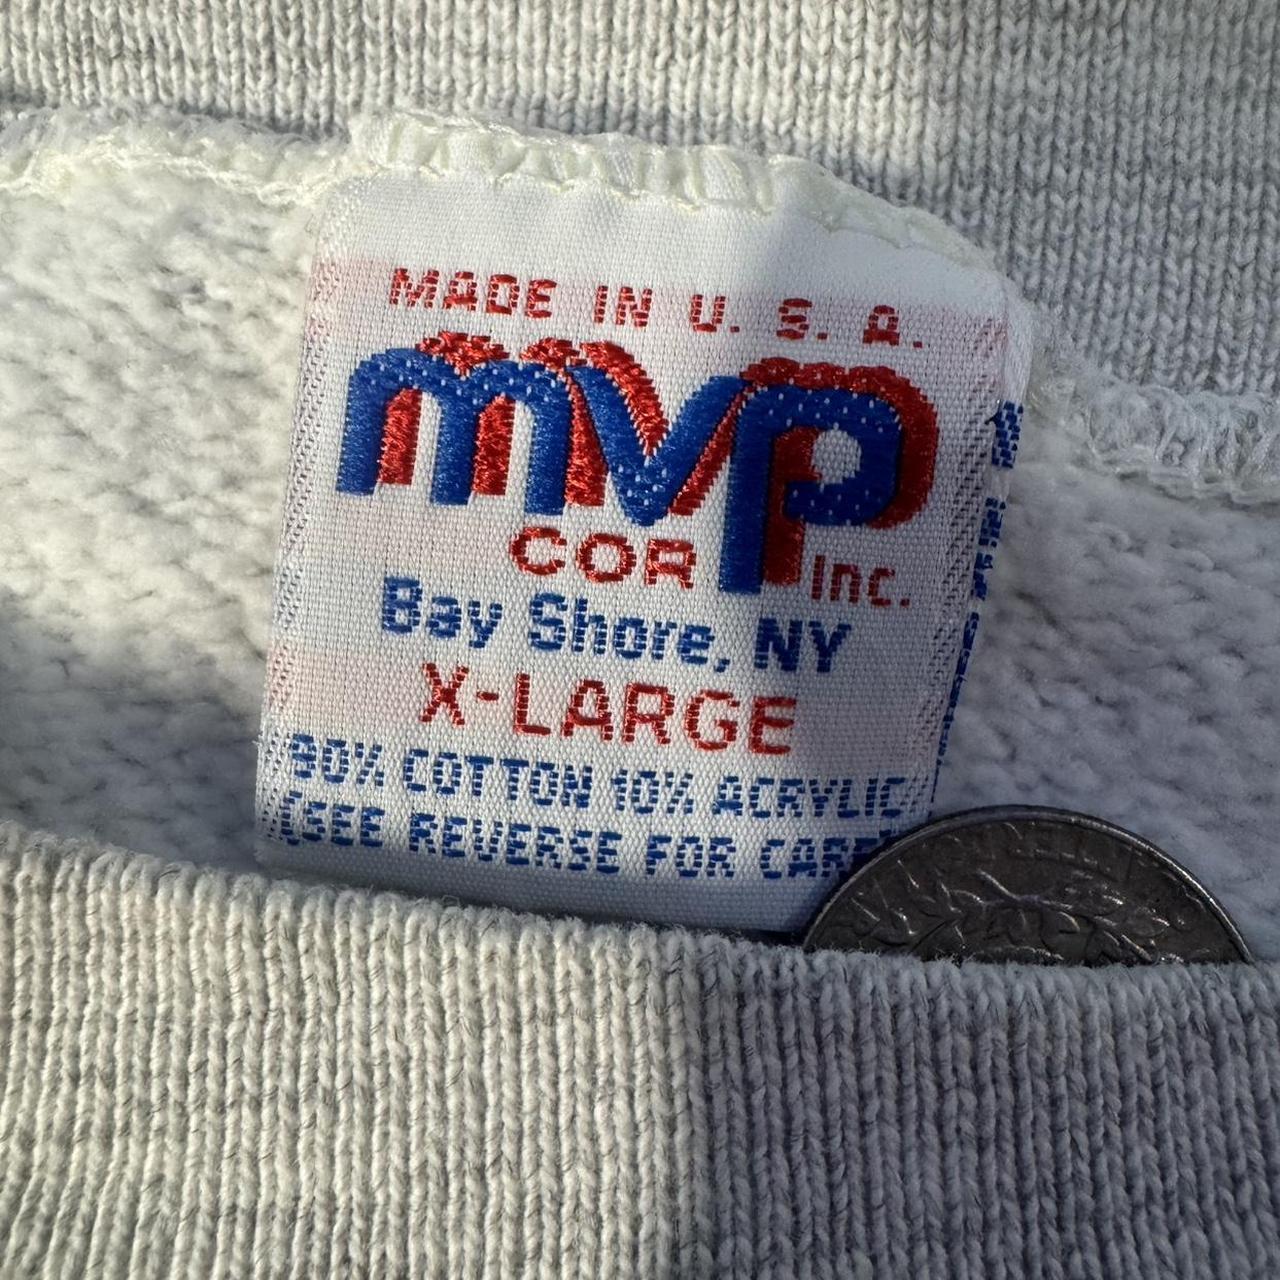 MADE IN U. S. A.
mvp
COR Inc.
Bay Shore, NY
X-LARGE
90% COTTON 10% ACRYLIC
(SEE REVERSE FOR CARE